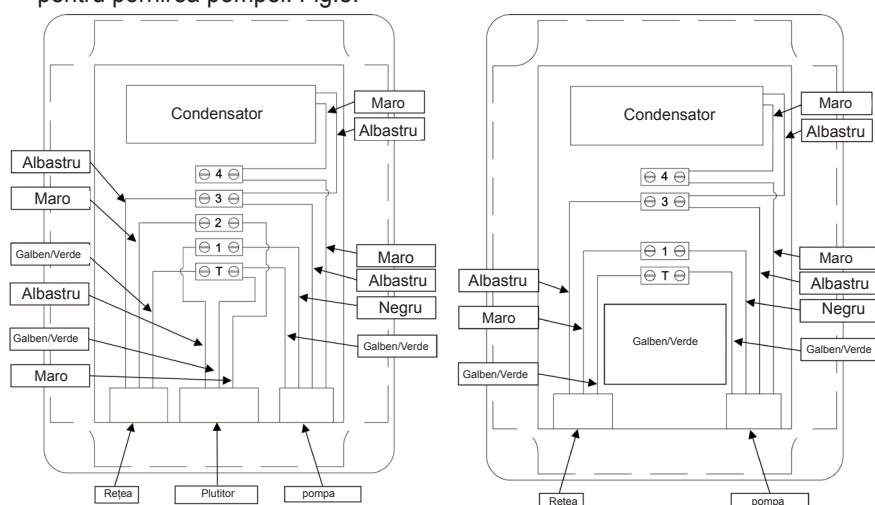 pentru pornirea pompei. Fig.3.
Condensator
Maro
Albastru
Albastru
Maro
Galben/Verde
Albastru
Galben/Verde
Maro
4
3
2
1
T
Maro
Albastru
Negru
Galben/Verde
Rețea
Plutitor
pompa
Condensator
Maro
Albastru
4
3
1
T
Albastru
Maro
Galben/Verde
Galben/Verde
Maro
Albastru
Negru
Galben/Verde
Retea
pompa